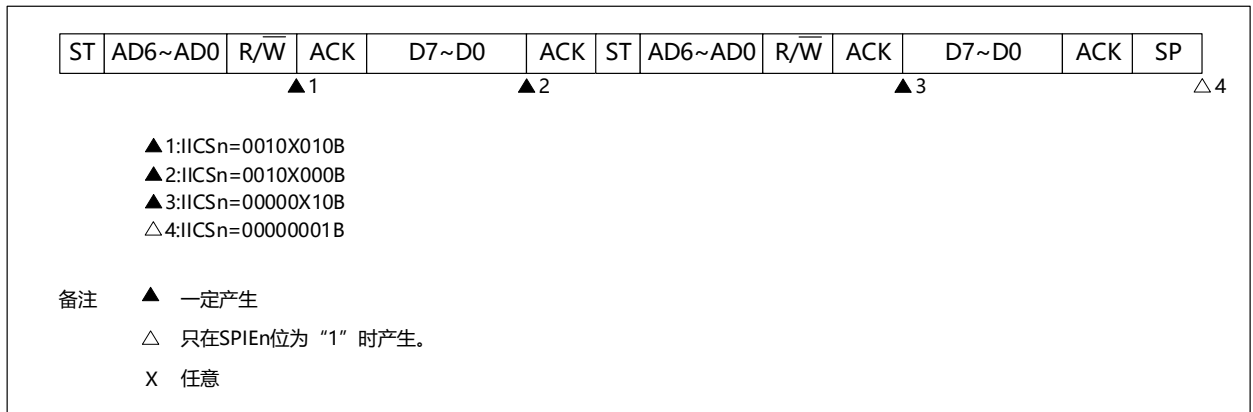 ST AD6~AD0 R/W̅ ACK D7~D0 ACK ST AD6~AD0 R/W̅ ACK D7~D0 ACK SP
▲1 ▲2 ▲3 △4
▲1:IICSn=0010X010B
▲2:IICSn=0010X000B
▲3:IICSn=00000X10B
△4:IICSn=00000001B
备注 ▲ 一定产生
△ 只在SPIEn位为“1”时产生。
X 任意